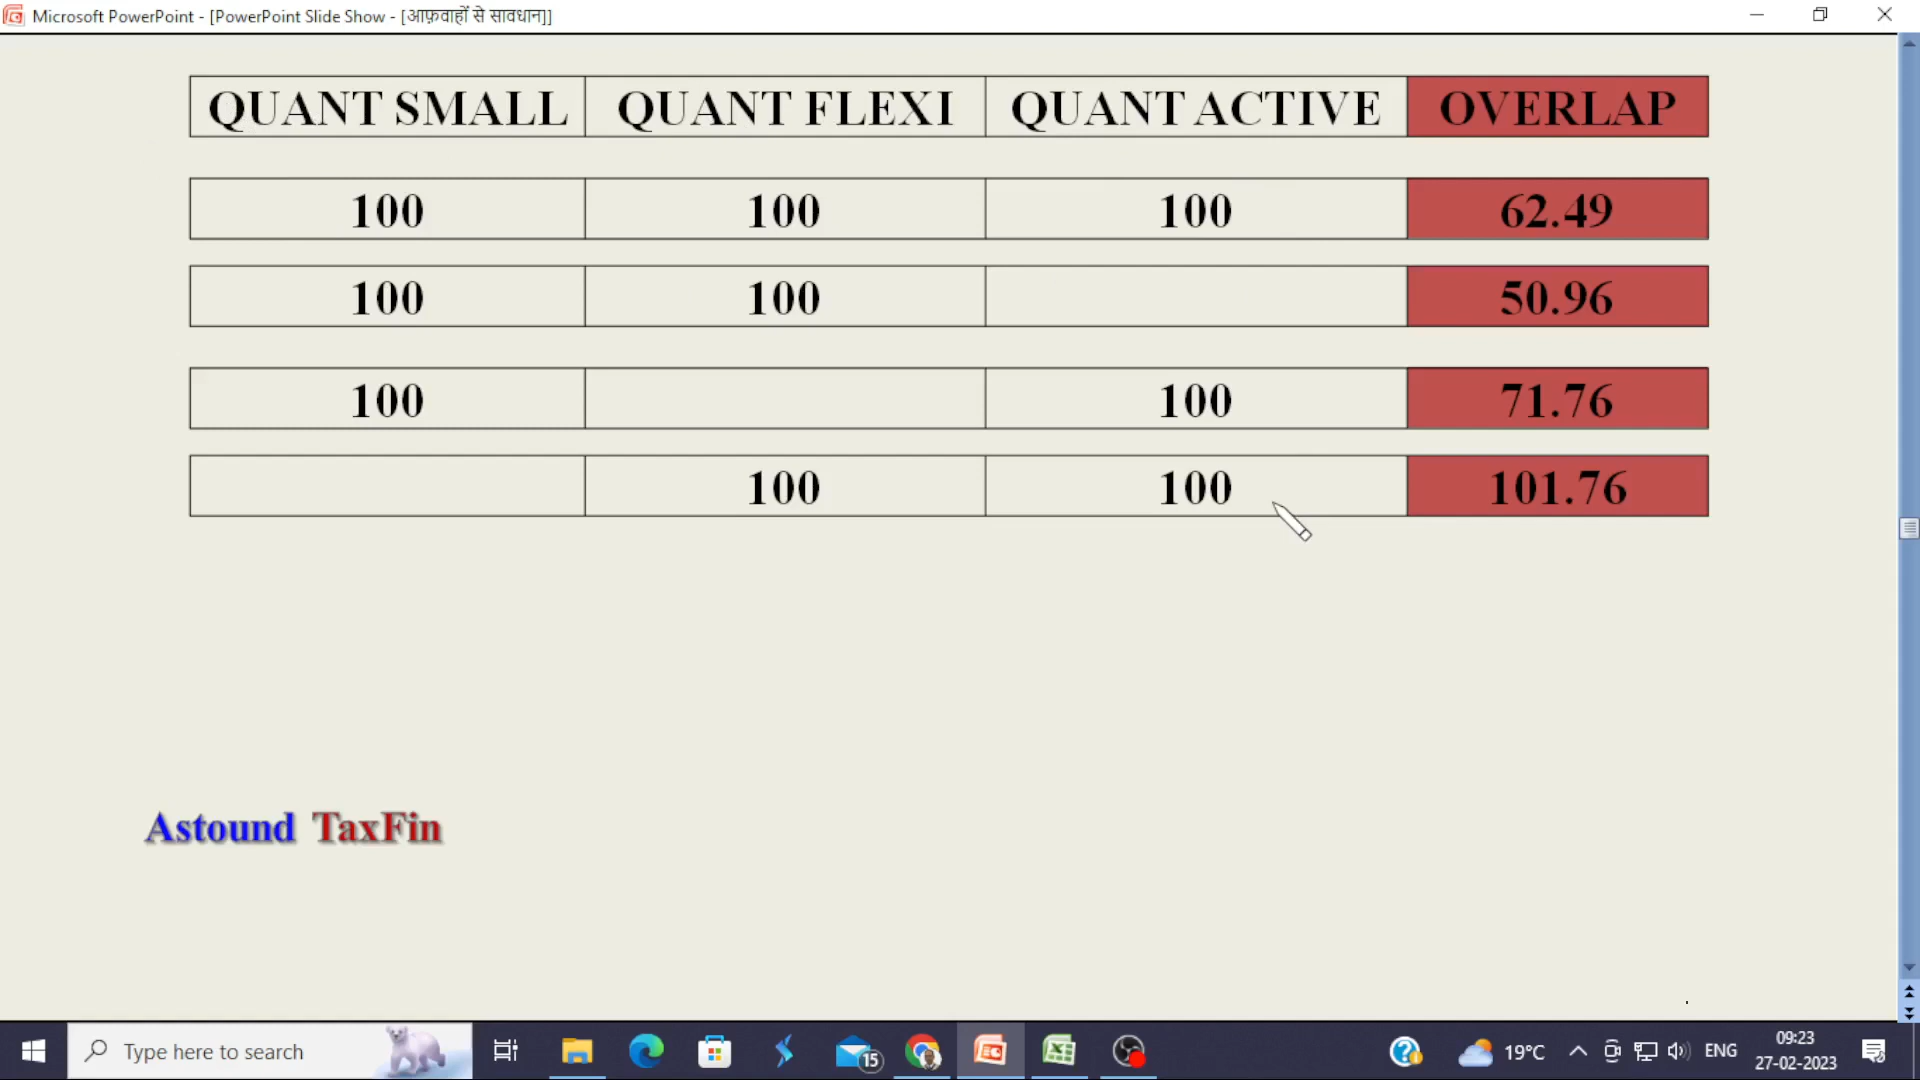 Microsoft PowerPoint - [PowerPoint Slide Show - [आफ़वाहों से सावधान]]
QUANT SMALL QUANT FLEXI QUANT ACTIVE OVERLAP
100 100 100 62.49
100 100 50.96
100 100 71.76
100 100 101.76
Astound TaxFin
Type here to search
15
19°C
ENG
09:23
27-02-2023